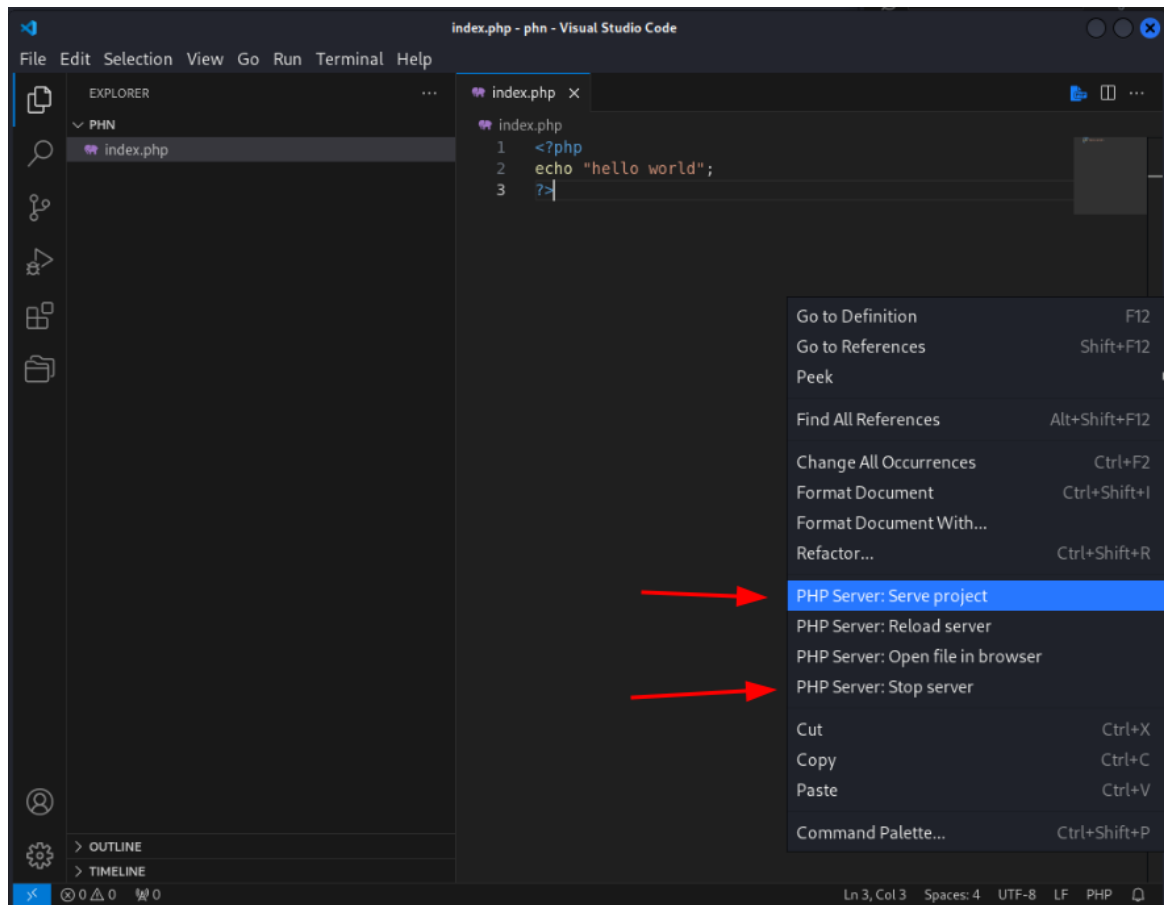 index.php - phn - Visual Studio Code
File Edit Selection View Go Run Terminal Help
EXPLORER ...
index.php ×
PHN
index.php
index.php
1 <?php
2 echo "hello world";
3 ?>
Go to Definition F12
Go to References Shift+F12
Peek
Find All References Alt+Shift+F12
Change All Occurrences Ctrl+F2
Format Document Ctrl+Shift+I
Format Document With...
Refactor... Ctrl+Shift+R
PHP Server: Serve project
PHP Server: Reload server
PHP Server: Open file in browser
PHP Server: Stop server
Cut Ctrl+X
Copy Ctrl+C
Paste Ctrl+V
Command Palette... Ctrl+Shift+P
OUTLINE
TIMELINE
0 0 0 Ln 3, Col 3 Spaces: 4 UTF-8 LF PHP